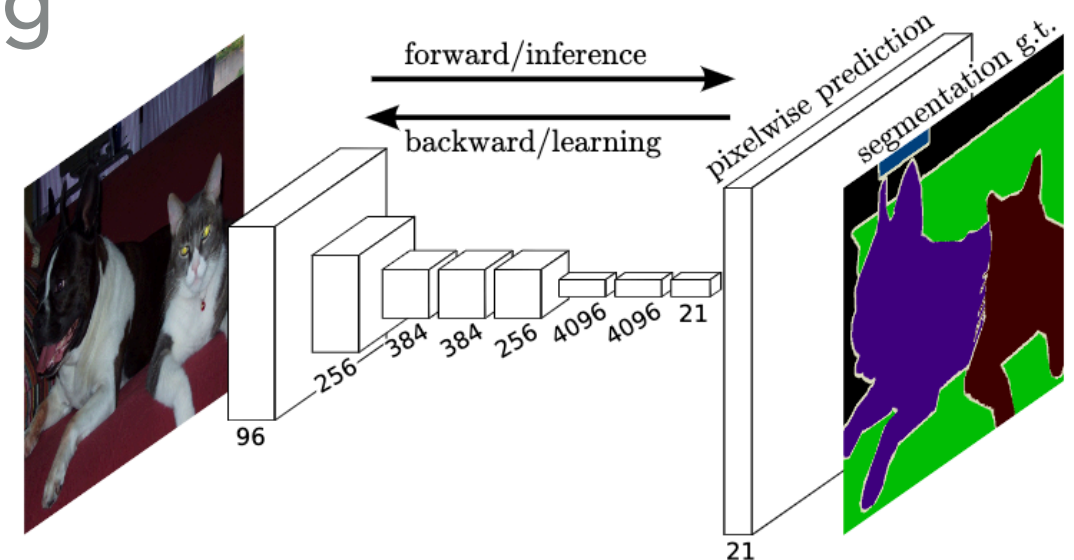 g
forward/inference
backward/learning
pixelwise prediction
segmentation g.t.
96
256
384
384
256
4096
4096
21
21